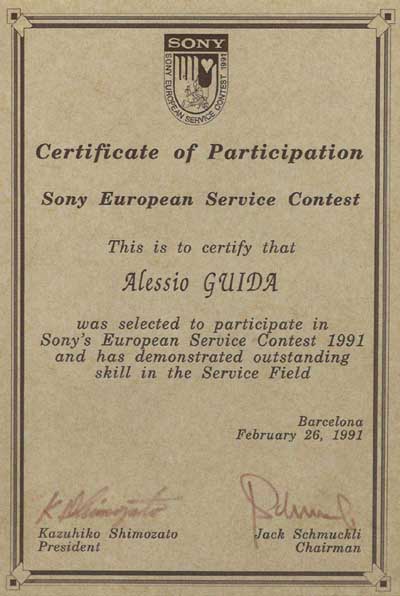 SONY
SONY EUROPEAN SERVICE CONTEST 1991
Certificate of Participation
Sony European Service Contest
This is to certify that
Alessio GUIDA
was selected to participate in
Sony's European Service Contest 1991
and has demonstrated outstanding
skill in the Service Field
Barcelona
February 26, 1991
K Shimozato
Kazuhiko Shimozato
President
Jack Schmuckli
Chairman